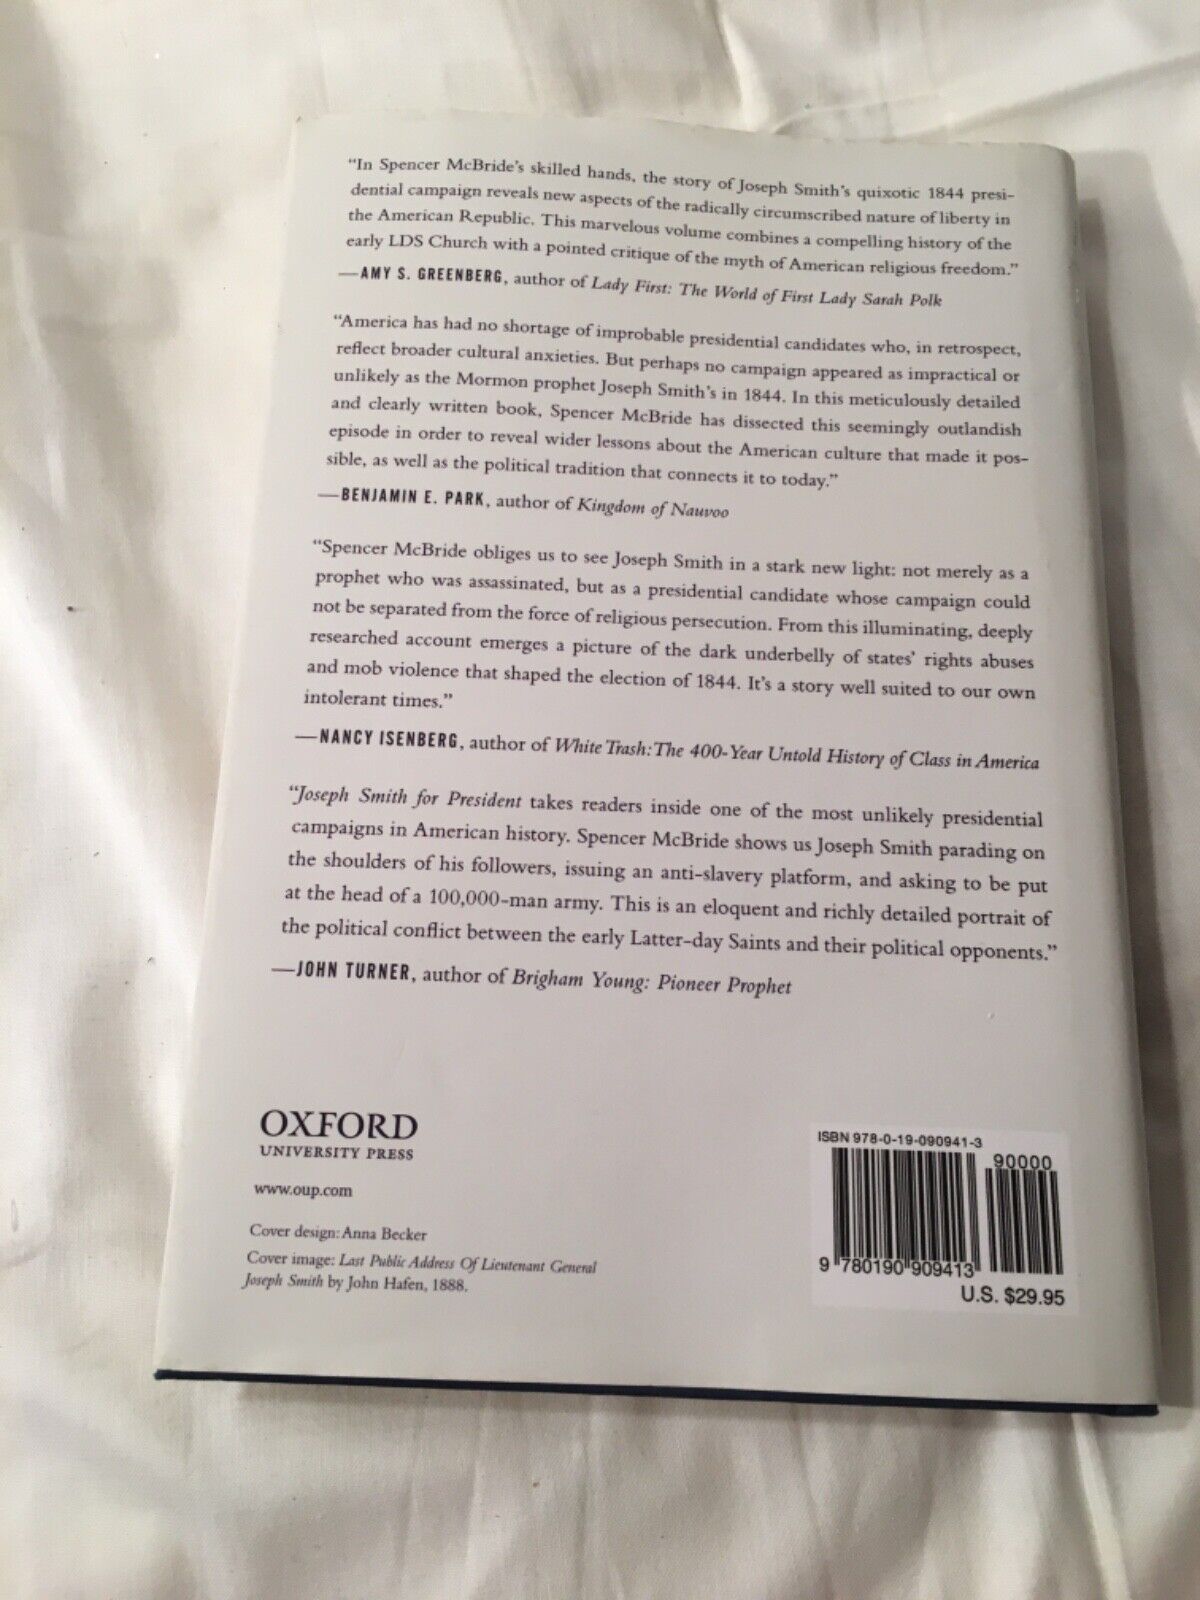 “In Spencer McBride’s skilled hands, the story of Joseph Smith’s quixotic 1844 presi-
dential campaign reveals new aspects of the radically circumscribed nature of liberty in
the American Republic. This marvelous volume combines a compelling history of the
early LDS Church with a pointed critique of the myth of American religious freedom.”
—AMY S. GREENBERG, author of Lady First: The World of First Lady Sarah Polk
“America has had no shortage of improbable presidential candidates who, in retrospect,
reflect broader cultural anxieties. But perhaps no campaign appeared as impractical or
unlikely as the Mormon prophet Joseph Smith’s in 1844. In this meticulously detailed
and clearly written book, Spencer McBride has dissected this seemingly outlandish
episode in order to reveal wider lessons about the American culture that made it pos-
sible, as well as the political tradition that connects it to today.”
—BENJAMIN E. PARK, author of Kingdom of Nauvoo
“Spencer McBride obliges us to see Joseph Smith in a stark new light: not merely as a
prophet who was assassinated, but as a presidential candidate whose campaign could
not be separated from the force of religious persecution. From this illuminating, deeply
researched account emerges a picture of the dark underbelly of states’ rights abuses
and mob violence that shaped the election of 1844. It’s a story well suited to our own
intolerant times.”
—NANCY ISENBERG, author of White Trash: The 400-Year Untold History of Class in America
“Joseph Smith for President takes readers inside one of the most unlikely presidential
campaigns in American history. Spencer McBride shows us Joseph Smith parading on
the shoulders of his followers, issuing an anti-slavery platform, and asking to be put
at the head of a 100,000-man army. This is an eloquent and richly detailed portrait of
the political conflict between the early Latter-day Saints and their political opponents.”
—JOHN TURNER, author of Brigham Young: Pioneer Prophet
OXFORD
UNIVERSITY PRESS
www.oup.com
Cover design: Anna Becker
Cover image: Last Public Address Of Lieutenant General
Joseph Smith by John Hafen, 1888.
ISBN 978-0-19-090941-3
90000
9 780190 909413
U.S. $29.95